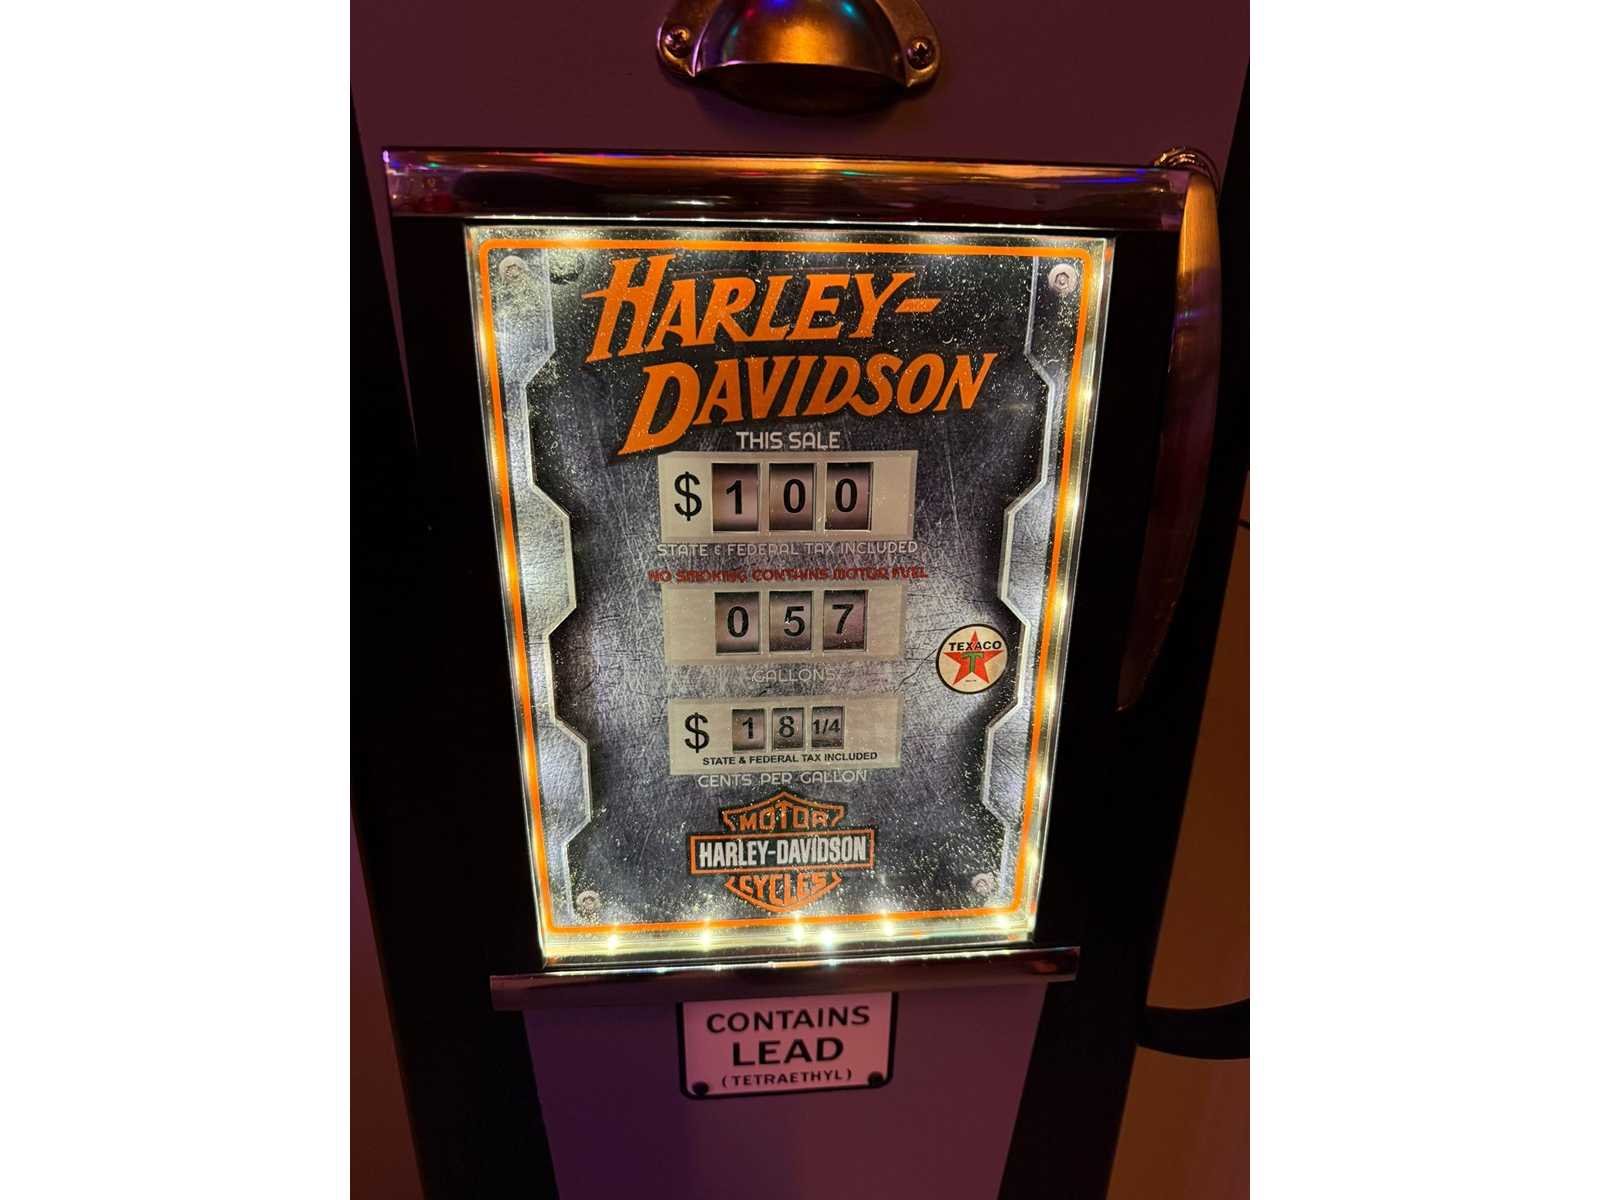 HARLEY-
DAVIDSON
THIS SALE
$ 1 0 0
STATE & FEDERAL TAX INCLUDED
NO SMOKING CONTAINS MOTOR FUEL
0 5 7
GALLONS
TEXACO
T
$ 1 8 1/4
STATE & FEDERAL TAX INCLUDED
CENTS PER GALLON
MOTOR
HARLEY-DAVIDSON
CYCLES
CONTAINS
LEAD
(TETRAETHYL)